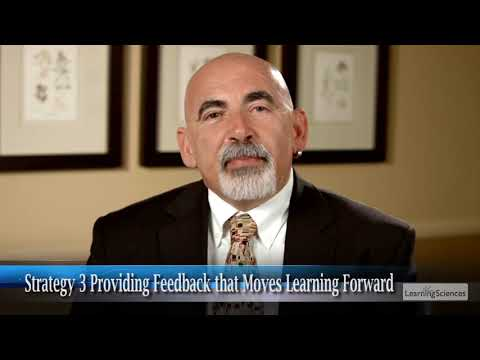 Strategy 3 Providing Feedback that Moves Learning Forward
LearningSciences